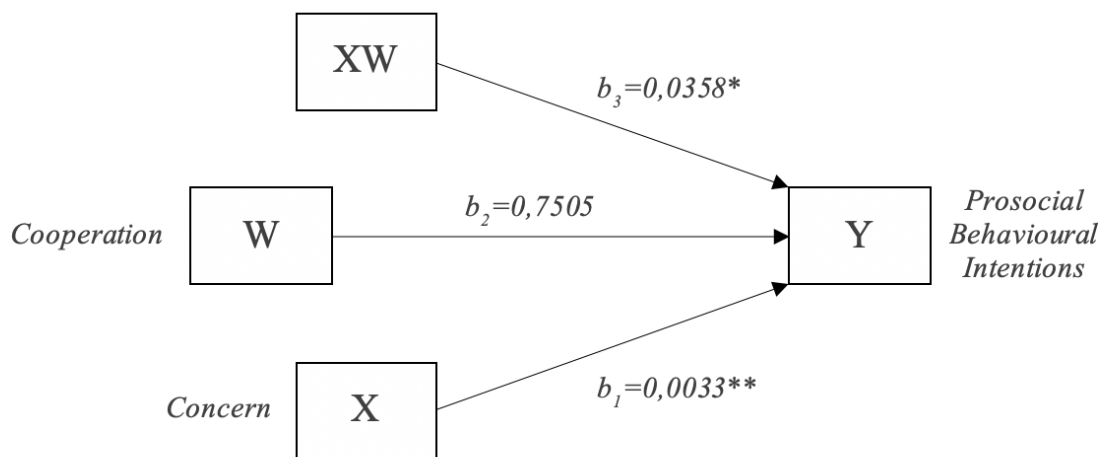 XW
b₃=0,0358*
Cooperation
W
b₂=0,7505
Y
Prosocial
Behavioural
Intentions
Concern
X
b₁=0,0033**